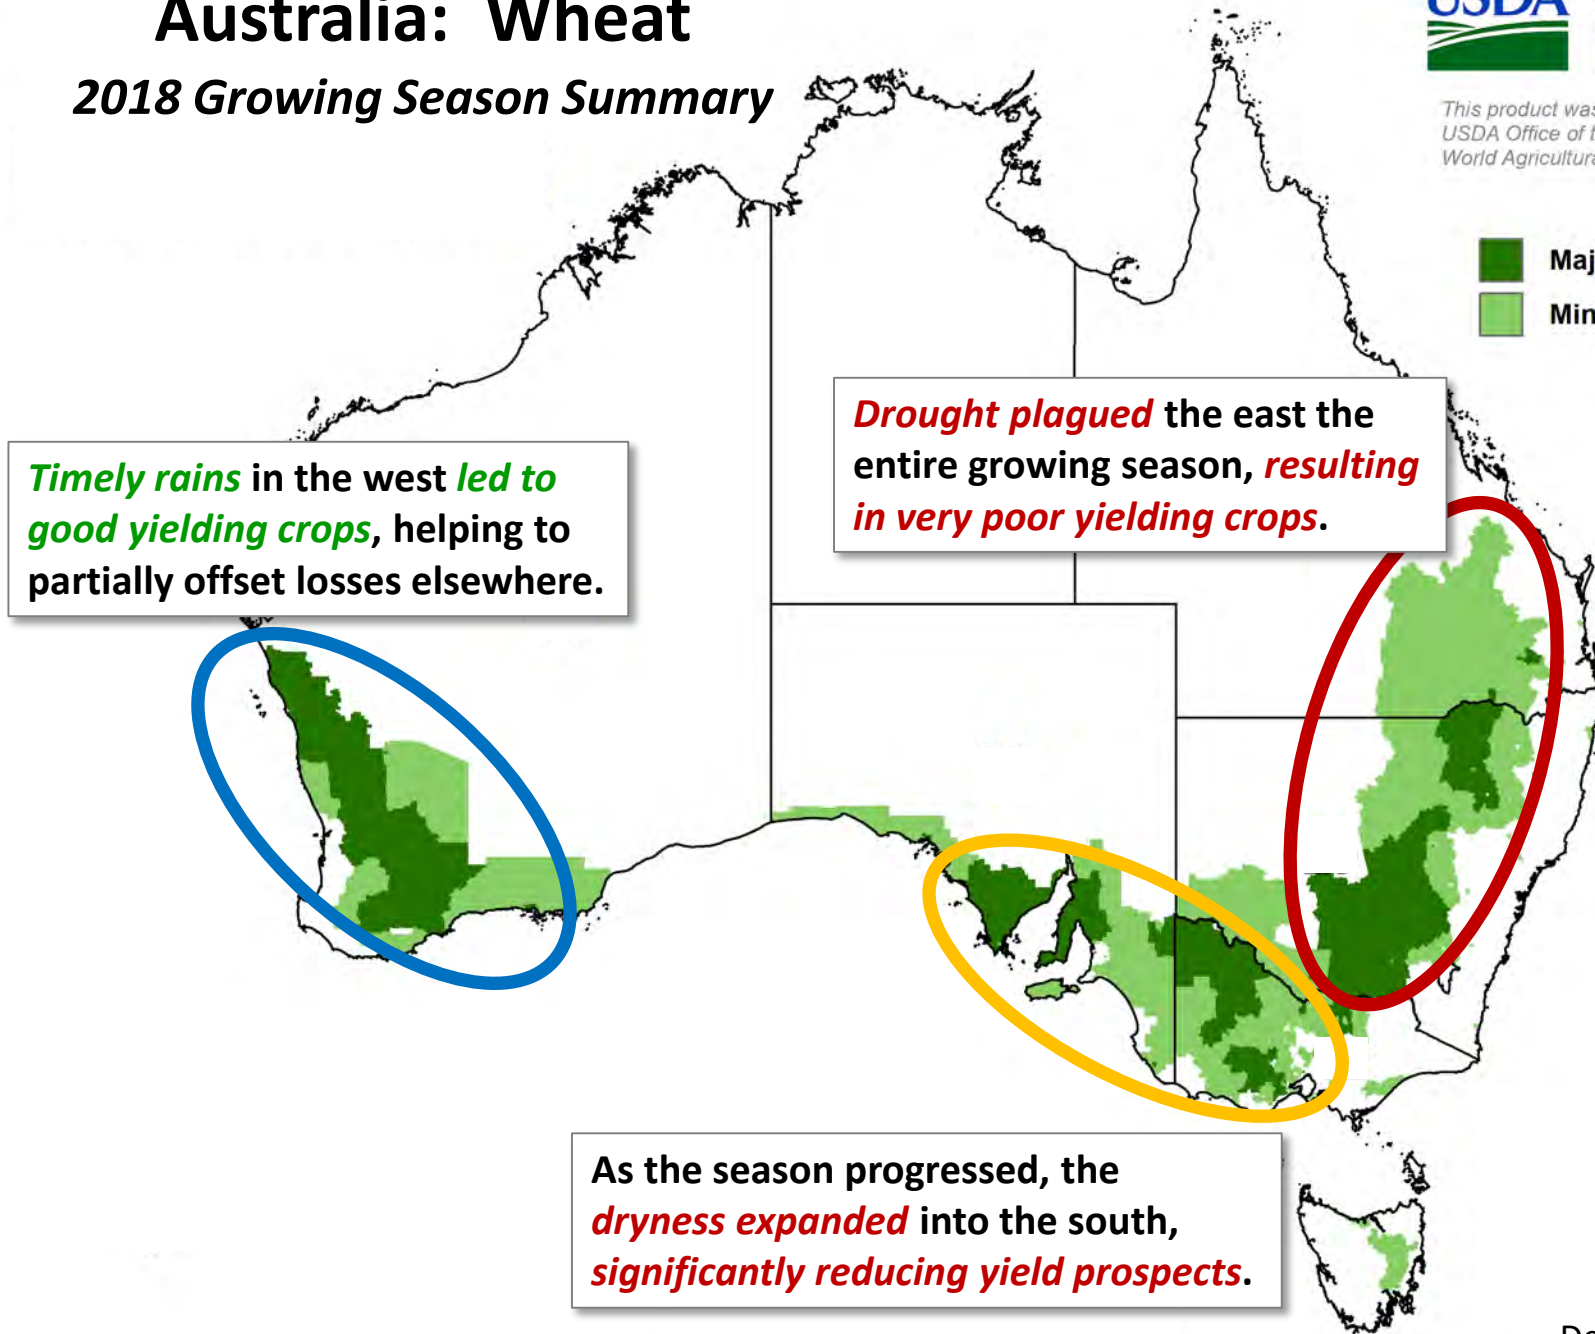 Australia: Wheat
2018 Growing Season Summary
USDA
This product was
USDA Office of t
World Agricultura
Maj
Min
Drought plagued the east the
entire growing season, resulting
in very poor yielding crops.
Timely rains in the west led to
good yielding crops, helping to
partially offset losses elsewhere.
As the season progressed, the
dryness expanded into the south,
significantly reducing yield prospects.